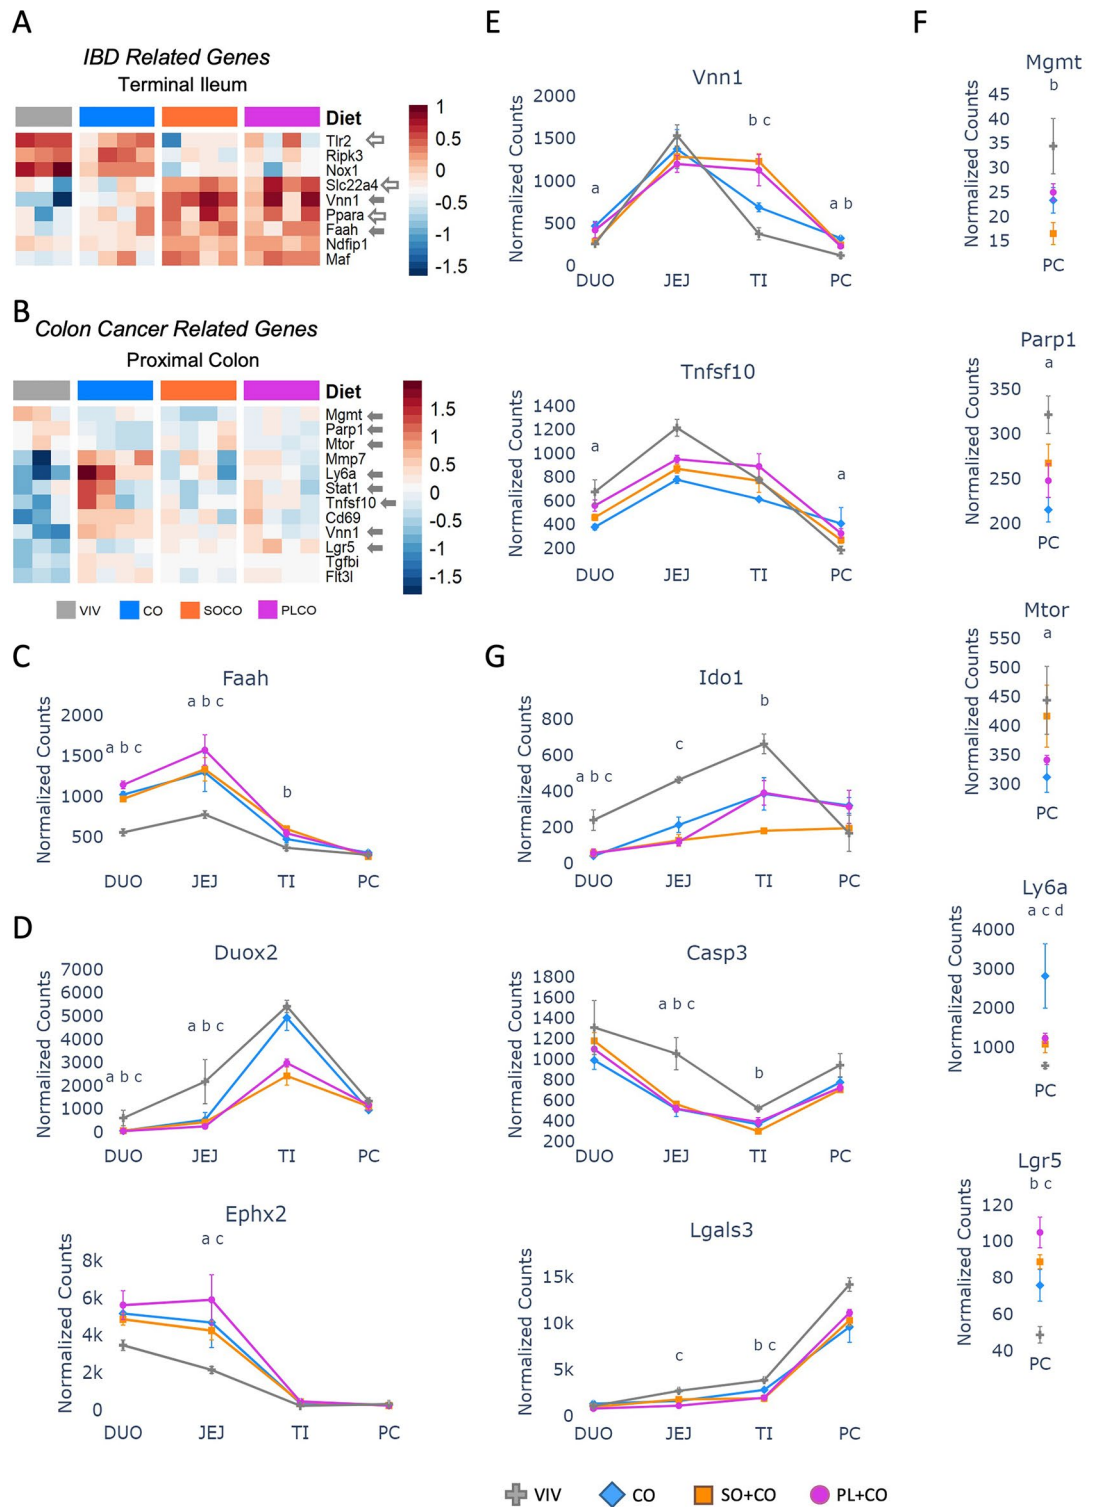 A
IBD Related Genes
Terminal Ileum
Diet
Tlr2
Ripk3
Nox1
Slc22a4
Vnn1
Ppara
Faah
Ndfip1
Maf
1
0.5
0
-0.5
-1
-1.5
B
Colon Cancer Related Genes
Proximal Colon
Diet
Mgmt
Parp1
Mtor
Mmp7
Ly6a
Stat1
Tnfsf10
Cd69
Vnn1
Lgr5
Tgfbi
Flt3l
1.5
1
0.5
0
-0.5
-1
-1.5
VIV CO SOCO PLCO
C
Faah
Normalized Counts
2000
1500
1000
500
a b c
a b c
b
DUO JEJ TI PC
D
Duox2
Normalized Counts
7000
6000
5000
4000
3000
2000
1000
0
a b c
a b c
DUO JEJ TI PC
Ephx2
Normalized Counts
8k
6k
4k
2k
0
a c
DUO JEJ TI PC
E
Vnn1
Normalized Counts
2000
1500
1000
500
0
a
b c
a b
DUO JEJ TI PC
Tnfsf10
Normalized Counts
1400
1200
1000
800
600
400
200
a
a
DUO JEJ TI PC
G
Ido1
Normalized Counts
800
600
400
200
0
a b c
c
b
DUO JEJ TI PC
Casp3
Normalized Counts
1800
1600
1400
1200
1000
800
600
400
200
a b c
b
DUO JEJ TI PC
Lgals3
Normalized Counts
15k
10k
5k
0
c
b c
DUO JEJ TI PC
F
Mgmt
b
Normalized Counts
45
40
35
30
25
20
15
PC
Parp1
a
Normalized Counts
350
300
250
200
PC
Mtor
a
Normalized Counts
550
500
450
400
350
300
PC
Ly6a
a c d
Normalized Counts
4000
3000
2000
1000
PC
Lgr5
b c
Normalized Counts
120
100
80
60
40
PC
VIV CO SO+CO PL+CO